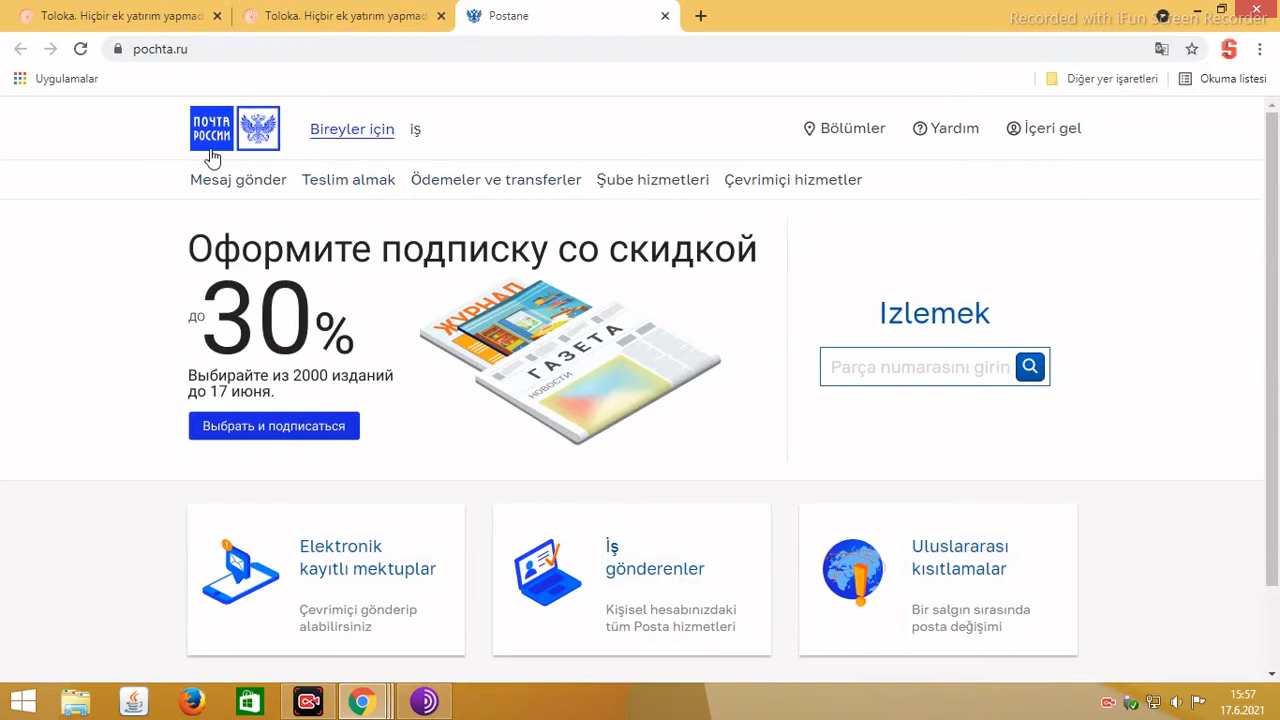 Toloka. Hiçbir ek yatırım yapmad
Toloka. Hiçbir ek yatırım yapmad
Postane
Recorded with iFun Screen Recorder
pochta.ru
Uygulamalar
Diğer yer işaretleri
Okuma listesi
ПОЧТА
РОССИИ
Bireyler için
iş
Bölümler
Yardım
İçeri gel
Mesaj gönder
Teslim almak
Ödemeler ve transferler
Şube hizmetleri
Çevrimiçi hizmetler
Оформите подписку со скидкой
до 30%
Выбирайте из 2000 изданий
до 17 июня.
Выбрать и подписаться
ЖУРНАЛ
ГАЗЕТА
НОВОСТИ
Izlemek
Parça numarasını girin
Elektronik
kayıtlı mektuplar
Çevrimiçi gönderip
alabilirsiniz
İş
gönderenler
Kişisel hesabınızdaki
tüm Posta hizmetleri
Uluslararası
kısıtlamalar
Bir salgın sırasında
posta değişimi
15:57
17.6.2021